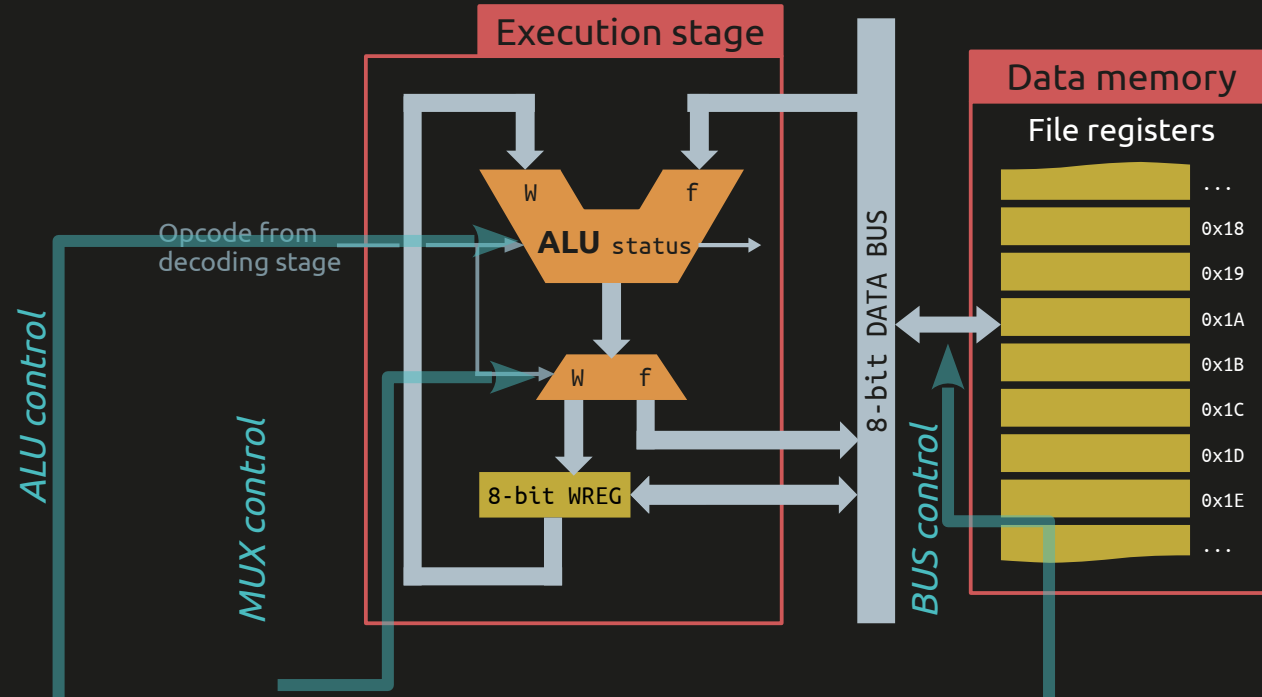 Execution stage
Data memory
File registers
W
f
...
0x18
Opcode from
decoding stage
ALU status
0x19
0x1A
W f
0x1B
0x1C
0x1D
8-bit WREG
0x1E
...
8-bit DATA BUS
ALU control
MUX control
BUS control